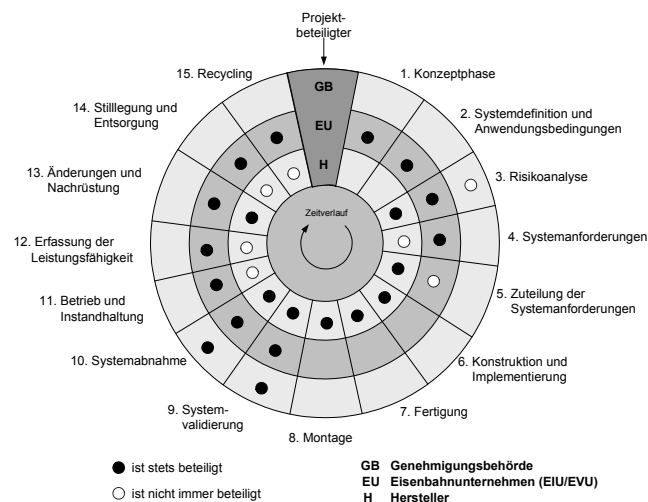 Projekt-
beteiligter
15. Recycling
GB
1. Konzeptphase
14. Stilllegung und
Entsorgung
EU
2. Systemdefinition und
Anwendungsbedingungen
H
3. Risikoanalyse
13. Änderungen und
Nachrüstung
Zeitverlauf
4. Systemanforderungen
12. Erfassung der
Leistungsfähigkeit
5. Zuteilung der
Systemanforderungen
11. Betrieb und
Instandhaltung
6. Konstruktion und
Implementierung
10. Systemabnahme
7. Fertigung
9. System-
validierung
8. Montage
ist stets beteiligt
ist nicht immer beteiligt
GB Genehmigungsbehörde
EU Eisenbahnunternehmen (EIU/EVU)
H Hersteller